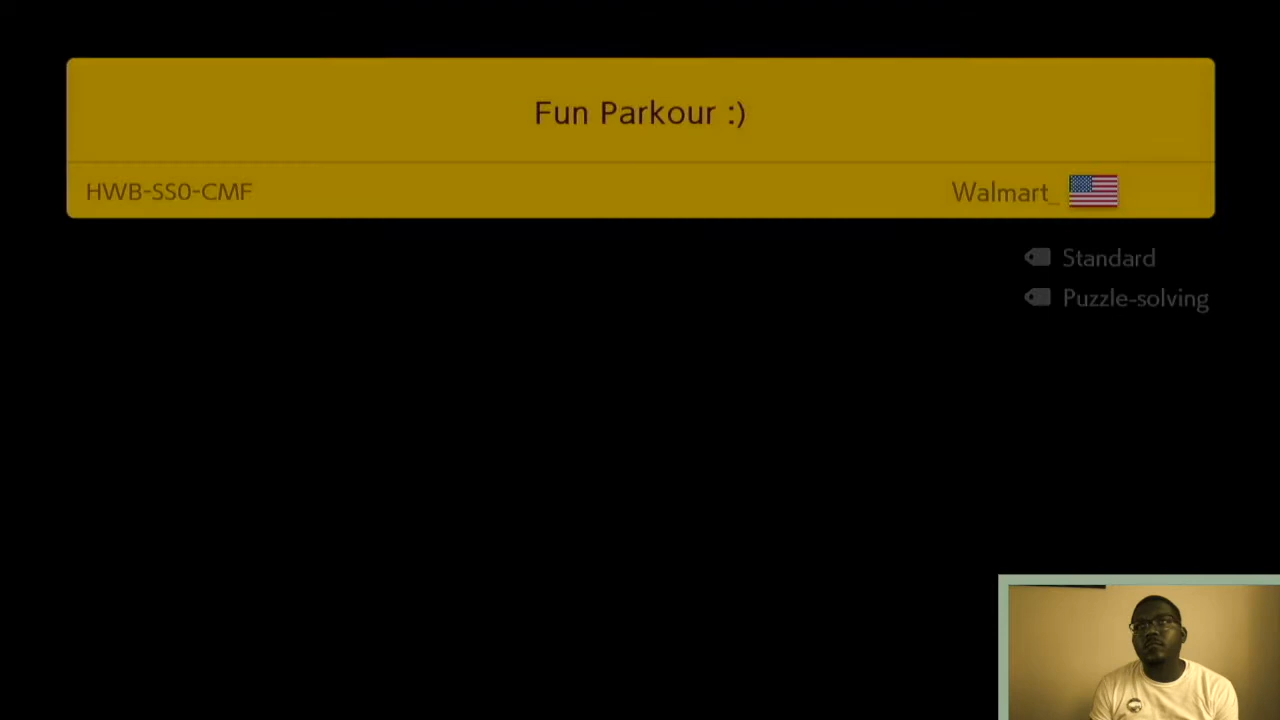 Fun Parkour :)
HWB-SS0-CMF
Walmart_
Standard
Puzzle-solving